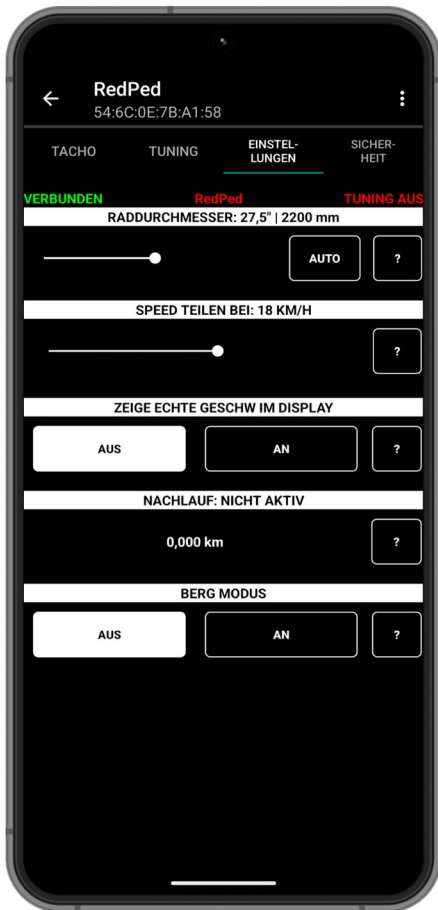 RedPed
54:6C:0E:7B:A1:58
TACHO
TUNING
EINSTEL-
LUNGEN
SICHER-
HEIT
VERBUNDEN RedPed TUNING AUS
RADDURCHMESSER: 27,5" | 2200 mm
AUTO ?
SPEED TEILEN BEI: 18 KM/H
?
ZEIGE ECHTE GESCHW IM DISPLAY
AUS AN ?
NACHLAUF: NICHT AKTIV
0,000 km ?
BERG MODUS
AUS AN ?